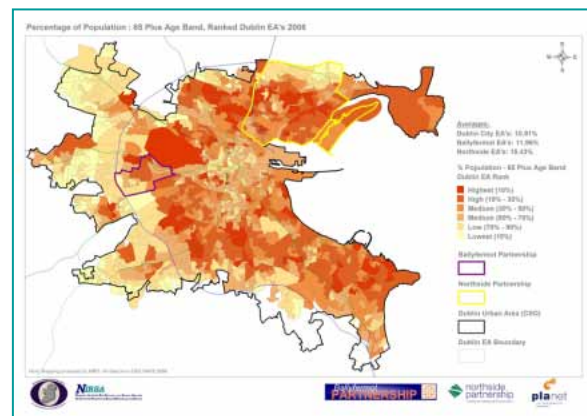 Percentage of Population : 65 Plus Age Band, Ranked Dublin EA's 2006
Averages:
Dublin City EA's: 10.91%
Ballyfermot EA's: 11.96%
Northside EA's:
% Population - 65 Plus Age Band
Dublin EA Rank
Highest (10%)
High (10% - 30%)
Medium (30% - 50%)
Medium (50% - 70%)
Low (70% - 90%)
Lowest (10%)
Ballyfermot Partnership
Northside Partnership
Dublin Urban Area (CSO)
Dublin EA Boundary
NIRSA
Ballyfermot
PARTNERSHIP
northside
partnership
planet